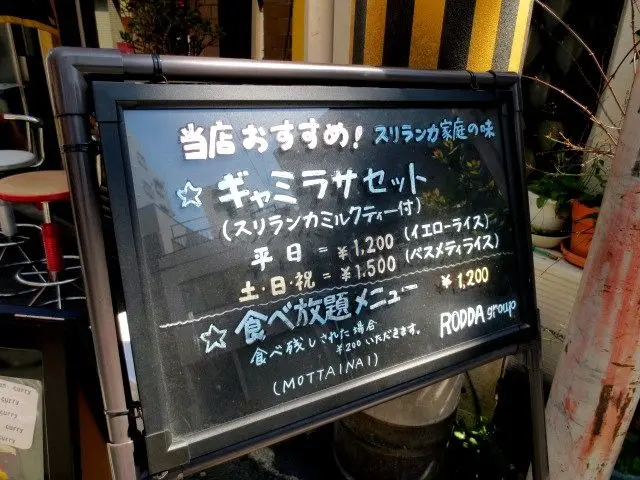 当店おすすめ! スリランカ家庭の味
☆ ギャミラサセット
(スリランカミルクティー付)
平日 = ¥1,200 (イエローライス)
土・日・祝 = ¥1,500 (バスメティライス)
☆ 食べ放題メニュー ¥1,200
食べ残しされた場合
¥200いただきます。
(MOTTAINAI)
RODDA group
curry
curry
curry
curry